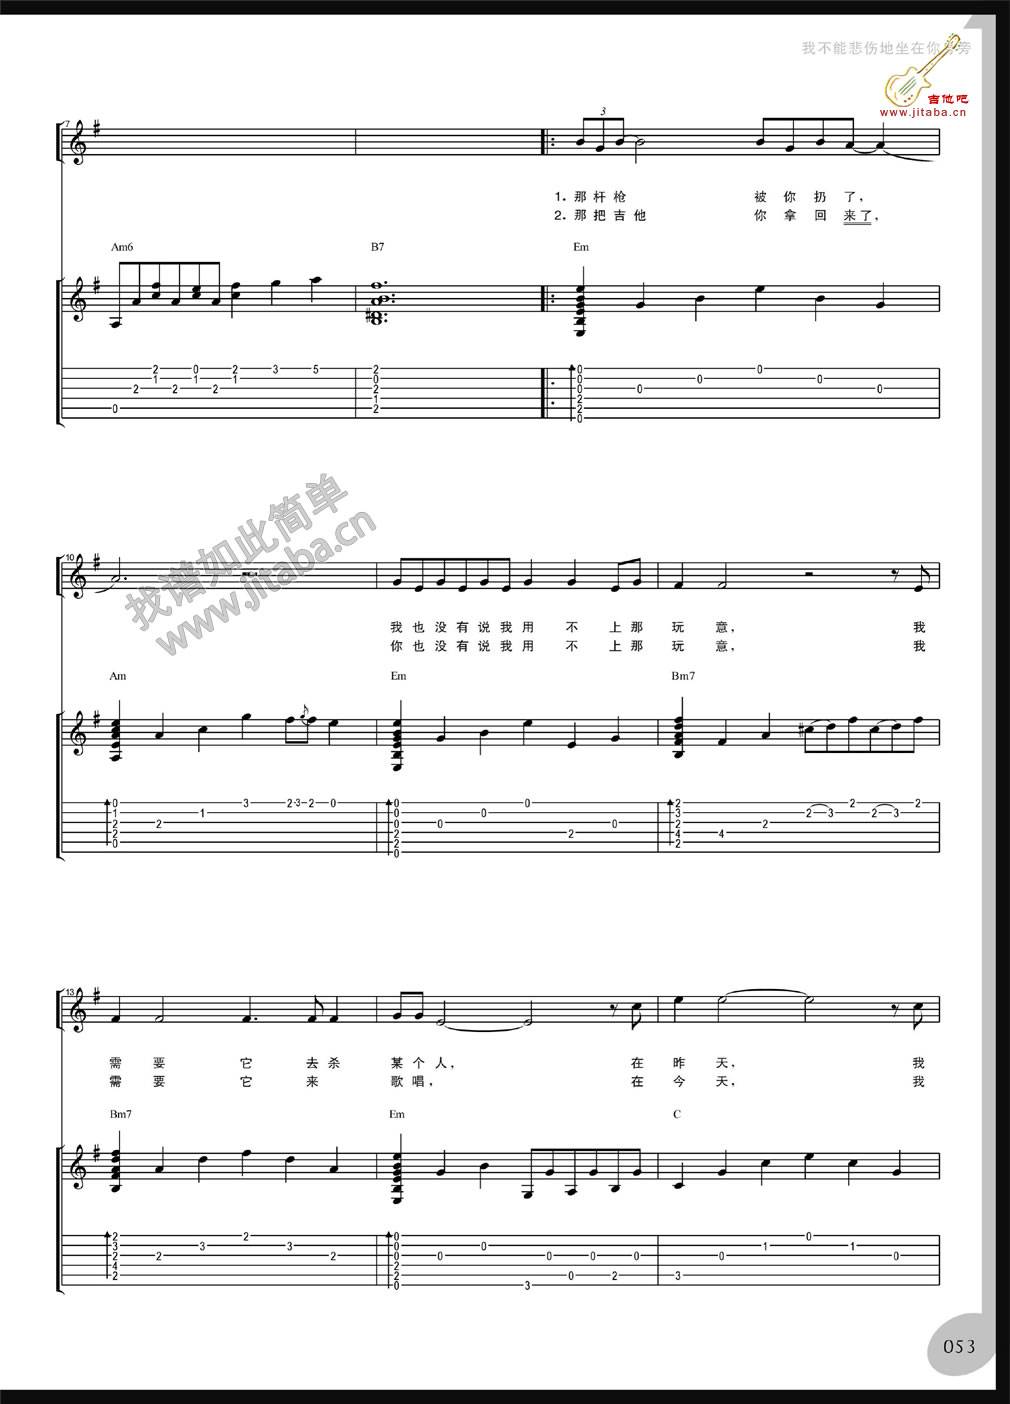 我不能悲伤地坐在你身旁
吉他吧
www.jitaba.cn
7
3
1. 那杆枪 被你扔了,
2. 那把吉他 你拿回来了,
Am6 B7 Em
2 0 2 3 5 2 0
1 1 1 0 0 0 0
2 2 2 2 0 0
1 2
0 2 2
0
找谱如此简单
www.jitaba.cn
10
我也没有说我用不上那玩意, 我
你也没有说我用不上那玩意, 我
Am Em Bm7
0 3 2·3 2 0 0 0 2 2 2
1 1 0 0 3 2 3 2 3
2 2 0 0 0 2 2
2 2 2 4 4
0 2 2
0
13
需要它去杀某个人, 在昨天, 我
需要它来歌唱, 在今天, 我
Bm7 Em C
2 2 0 0
3 3 3 0 0 1 1
2 2 2 0 0 0 0 0 0 0
4 2
2 2 0 2 3
0 3
053